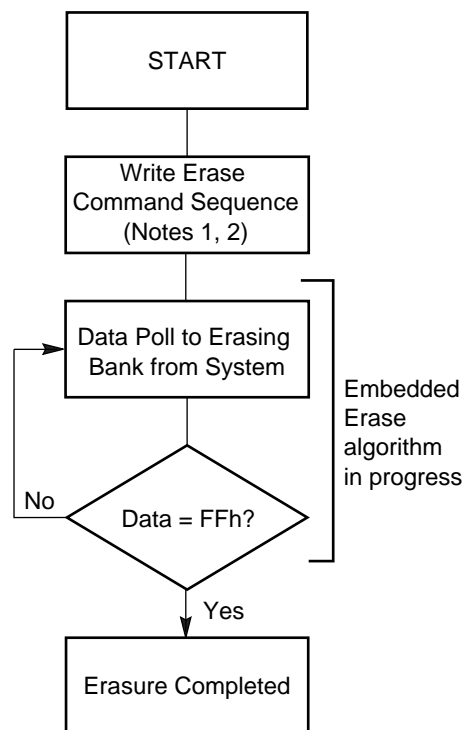 START
Write Erase
Command Sequence
(Notes 1, 2)
Data Poll to Erasing
Bank from System
Embedded
Erase
algorithm
in progress
No
Data = FFh?
Yes
Erasure Completed